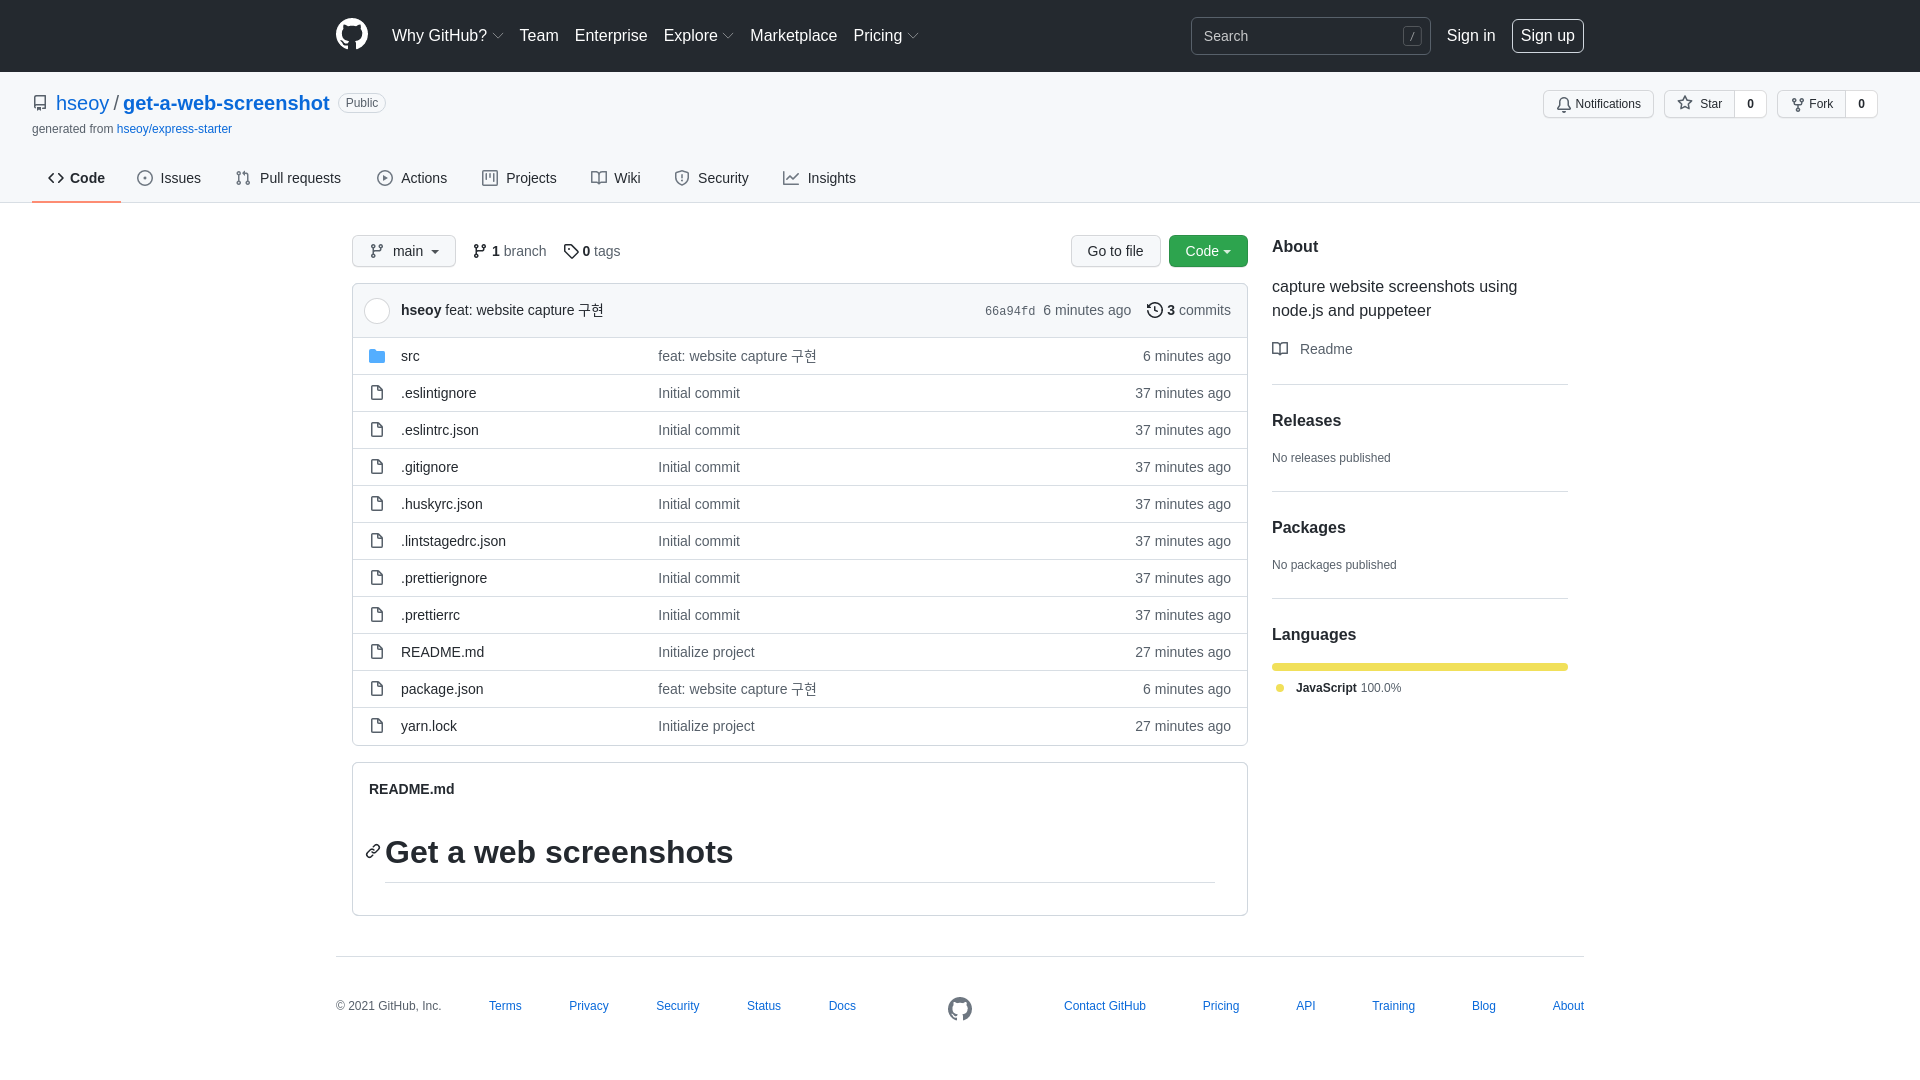 Why GitHub? Team Enterprise Explore Marketplace Pricing Search / Sign in Sign up
hseoy / get-a-web-screenshot Public Notifications Star 0 Fork 0
generated from hseoy/express-starter
Code Issues Pull requests Actions Projects Wiki Security Insights
main 1 branch 0 tags Go to file Code
hseoy feat: website capture 구현 66a94fd 6 minutes ago 3 commits
src feat: website capture 구현 6 minutes ago
.eslintignore Initial commit 37 minutes ago
.eslintrc.json Initial commit 37 minutes ago
.gitignore Initial commit 37 minutes ago
.huskyrc.json Initial commit 37 minutes ago
.lintstagedrc.json Initial commit 37 minutes ago
.prettierignore Initial commit 37 minutes ago
.prettierrc Initial commit 37 minutes ago
README.md Initialize project 27 minutes ago
package.json feat: website capture 구현 6 minutes ago
yarn.lock Initialize project 27 minutes ago
README.md
Get a web screenshots
About
capture website screenshots using
node.js and puppeteer
Readme
Releases
No releases published
Packages
No packages published
Languages
JavaScript 100.0%
© 2021 GitHub, Inc. Terms Privacy Security Status Docs Contact GitHub Pricing API Training Blog About